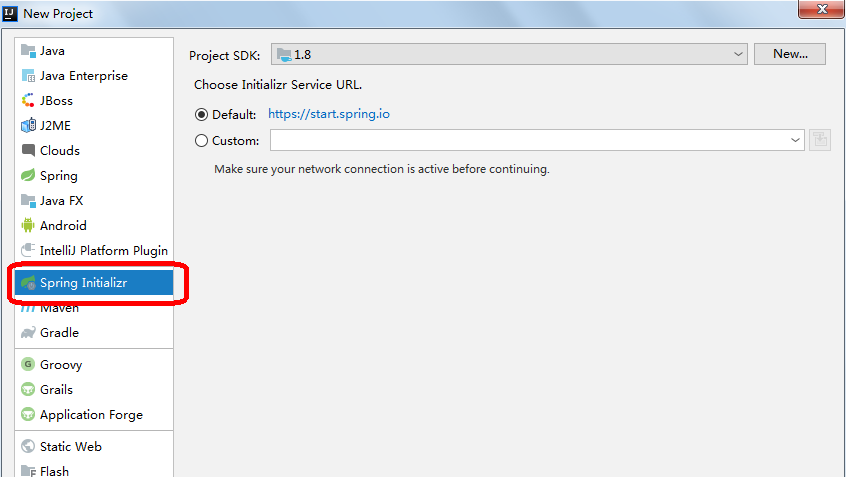 New Project
Java
Java Enterprise
JBoss
J2ME
Clouds
Spring
Java FX
Android
IntelliJ Platform Plugin
Spring Initializr
Maven
Gradle
Groovy
Grails
Application Forge
Static Web
Flash
Project SDK: 1.8 New...
Choose Initializr Service URL.
Default: https://start.spring.io
Custom:
Make sure your network connection is active before continuing.